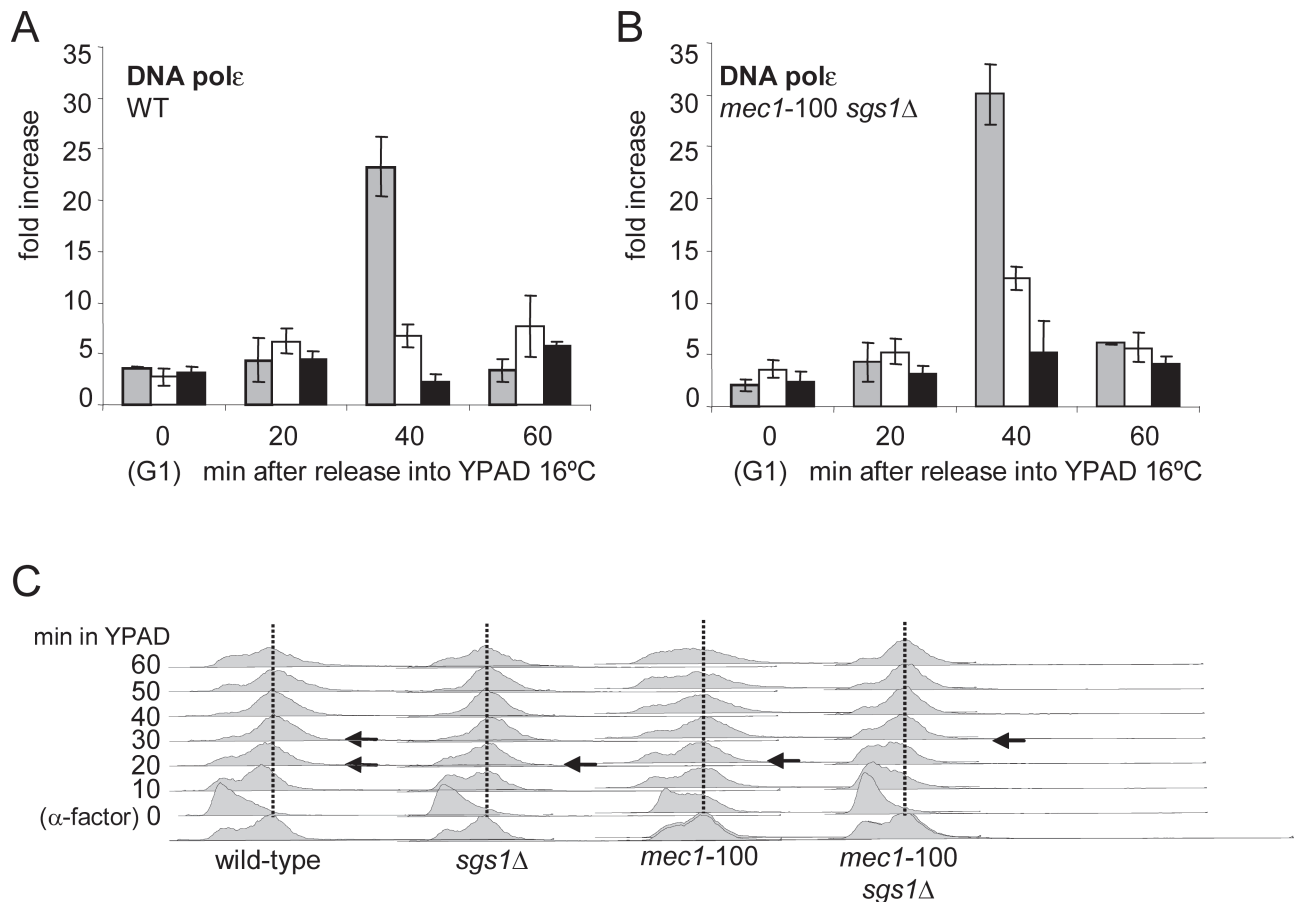 A
35
30
25
20
15
10
5
0
fold increase
DNA polε
WT
0 20 40 60
(G1) min after release into YPAD 16ºC
B
35
30
25
20
15
10
5
0
fold increase
DNA polε
mec1-100 sgs1Δ
0 20 40 60
(G1) min after release into YPAD 16ºC
C
min in YPAD
60
50
40
30
20
10
(α-factor) 0
wild-type sgs1Δ mec1-100 mec1-100
sgs1Δ